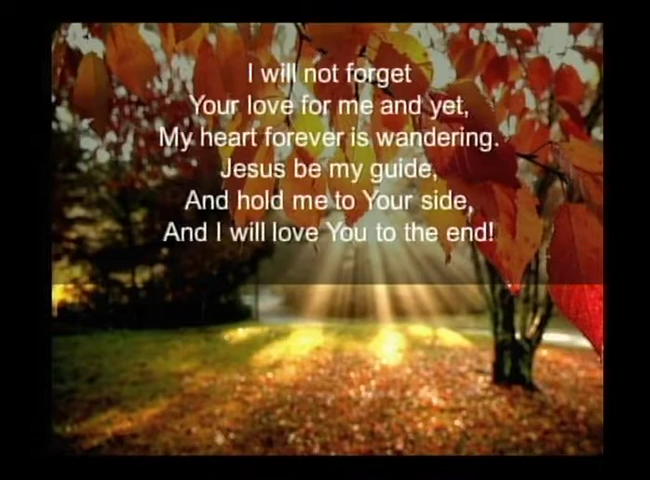 I will not forget
Your love for me and yet,
My heart forever is wandering.
Jesus be my guide,
And hold me to Your side,
And I will love You to the end!